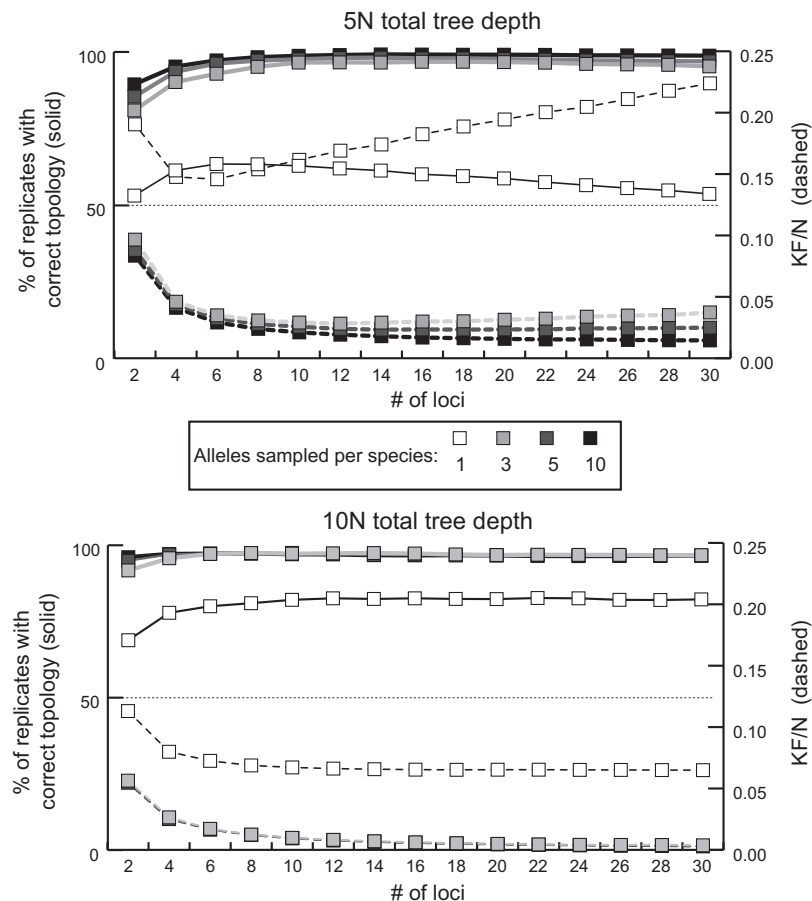 5N total tree depth
100
50
0
% of replicates with
correct topology (solid)
0.25
0.20
0.15
0.10
0.05
0.00
KF/N (dashed)
2 4 6 8 10 12 14 16 18 20 22 24 26 28 30
# of loci
Alleles sampled per species:
1 3 5 10
10N total tree depth
100
50
0
% of replicates with
correct topology (solid)
0.25
0.20
0.15
0.10
0.05
0.00
KF/N (dashed)
2 4 6 8 10 12 14 16 18 20 22 24 26 28 30
# of loci